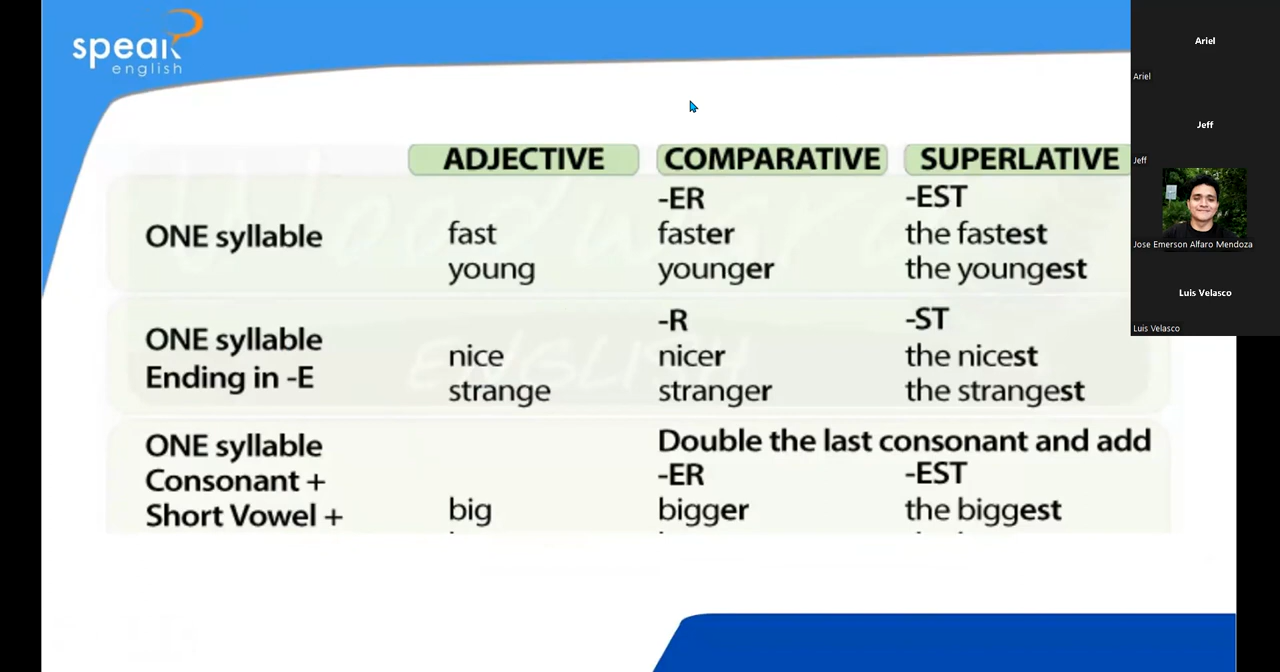 speak
english
ADJECTIVE COMPARATIVE SUPERLATIVE
-ER -EST
ONE syllable fast faster the fastest
young younger the youngest
-R -ST
ONE syllable
Ending in -E nice nicer the nicest
strange stranger the strangest
ONE syllable Double the last consonant and add
Consonant + -ER -EST
Short Vowel + big bigger the biggest
Ariel
Ariel
Jeff
Jeff
Jose Emerson Alfaro Mendoza
Luis Velasco
Luis Velasco
ENGLISH